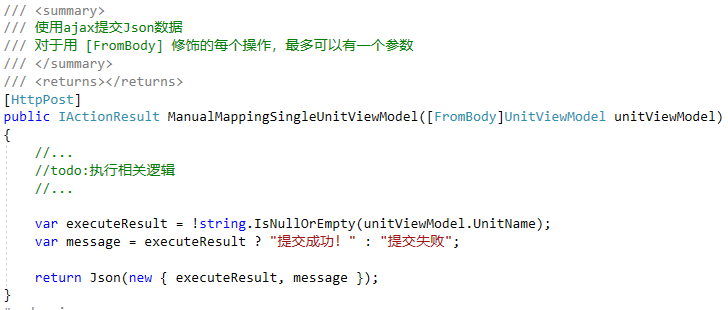 /// <summary>
/// 使用ajax提交Json数据
/// 对于用 [FromBody] 修饰的每个操作，最多可以有一个参数
/// </summary>
/// <returns></returns>
[HttpPost]
public IActionResult ManualMappingSingleUnitViewModel([FromBody]UnitViewModel unitViewModel)
{
    //...
    //todo:执行相关逻辑
    //...
    var executeResult = !string.IsNullOrEmpty(unitViewModel.UnitName);
    var message = executeResult ? "提交成功！" : "提交失败";
    return Json(new { executeResult, message });
}